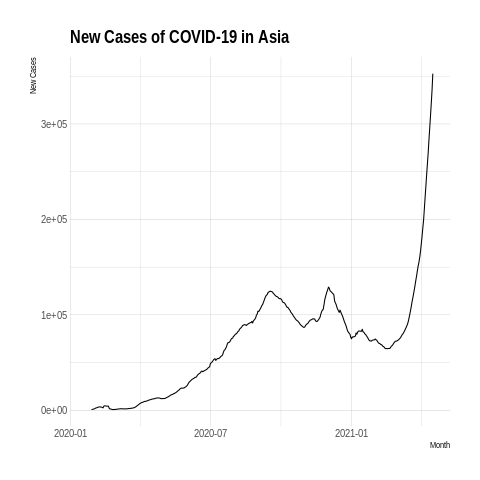 New Cases of COVID-19 in Asia
New Cases
3e+05
2e+05
1e+05
0e+00
2020-01
2020-07
2021-01
Month